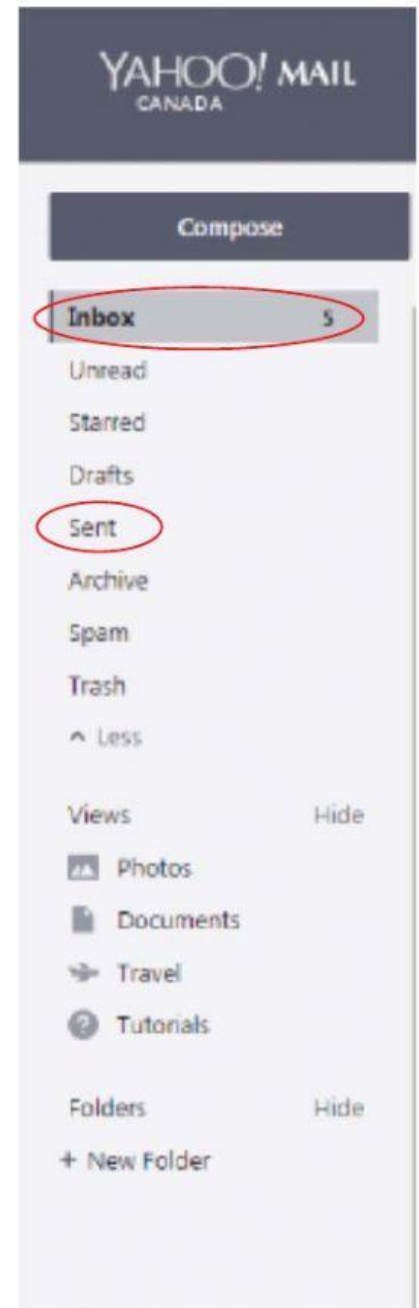 YAHOO! MAIL
CANADA
Compose
Inbox 5
Unread
Starred
Drafts
Sent
Archive
Spam
Trash
Less
Views Hide
Photos
Documents
Travel
? Tutorials
Folders Hide
+ New Folder